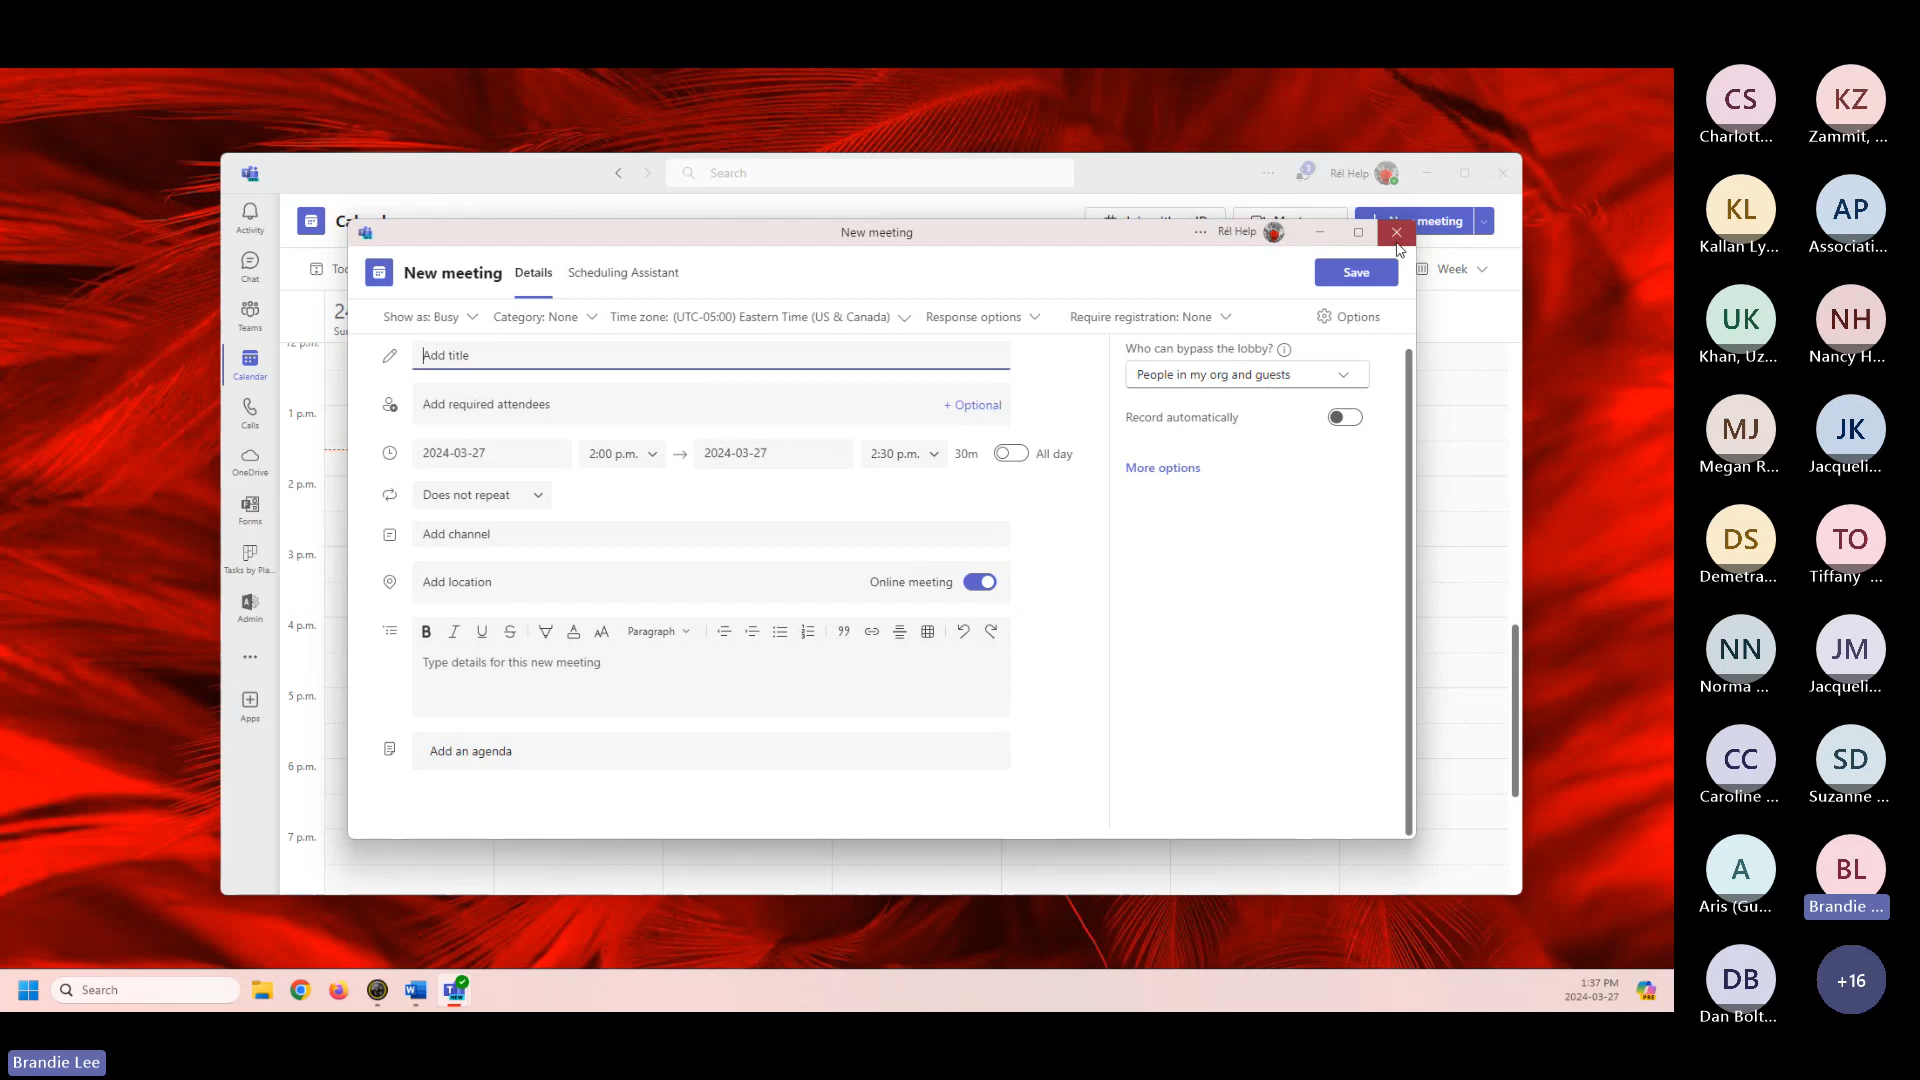 Search
Rél Help
3
Activity
Chat
Teams
Calendar
Calls
OneDrive
Forms
Tasks by Pla...
Admin
Apps
New meeting
Rél Help
meeting
New meeting
Details
Scheduling Assistant
Save
Week
Show as: Busy
Category: None
Time zone: (UTC-05:00) Eastern Time (US & Canada)
Response options
Require registration: None
Options
Add title
Add required attendees
+ Optional
2024-03-27
2:00 p.m.
2024-03-27
2:30 p.m.
30m
All day
Does not repeat
Add channel
Add location
Online meeting
Paragraph
Type details for this new meeting
Add an agenda
Who can bypass the lobby?
People in my org and guests
Record automatically
More options
1 p.m.
2 p.m.
3 p.m.
4 p.m.
5 p.m.
6 p.m.
7 p.m.
Search
1:37 PM
2024-03-27
Brandie Lee
CS
Charlott...
KZ
Zammit, ...
KL
Kallan Ly...
AP
Associati...
UK
Khan, Uz...
NH
Nancy H...
MJ
Megan R...
JK
Jacqueli...
DS
Demetra...
TO
Tiffany ...
NN
Norma ...
JM
Jacqueli...
CC
Caroline ...
SD
Suzanne ...
A
Aris (Gu...
BL
Brandie ...
DB
Dan Bolt...
+16